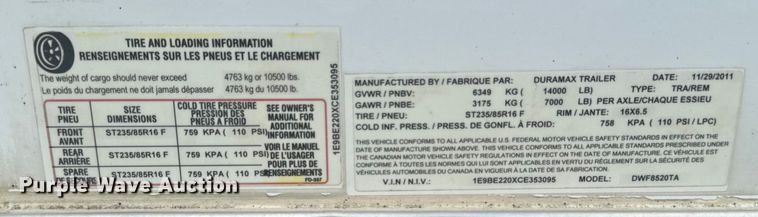 TIRE AND LOADING INFORMATION
RENSEIGNEMENTS SUR LES PNEUS ET LE CHARGEMENT
The weight of cargo should never exceed 4763 kg or 10500 lbs.
Le poids du chargement ne doit jamais dépasser 4763 kg du 10500 lb.
TIRE PNEU
SIZE DIMENSIONS
COLD TIRE PRESSURE PRESSION DES PNEUS A FROID
SEE OWNER'S MANUAL FOR ADDITIONAL INFORMATION
VOIR LE MANUEL DE L'USAGER POUR PLUS DE RENSEIGNEMENTS
FRONT AVANT ST235/85R16 F 759 KPA ( 110 PSI)
REAR ARRIÈRE ST235/85R16 F 759 KPA ( 110 PSI)
SPARE DE SECOURS ST235/85R16 F 759 KPA ( 110 PSI)
1E9BE220XCE353095
MANUFACTURED BY / FABRIQUE PAR: DURAMAX TRAILER DATE: 11/29/2011
GVWR / PNBV: 6349 KG ( 14000 LB) TYPE: TRA/REM
GAWR / PNBE: 3175 KG ( 7000 LB) PER AXLE/CHAQUE ESSIEU
TIRE / PNEU: ST235/85R16 F RIM / JANTE: 16X6.5
COLD INF. PRESS. / PRESS. DE GONFL. À FROID: 758 KPA ( 110 PSI / LPC)
THIS VEHICLE CONFORMS TO ALL APPLICABLE U.S. FEDERAL MOTOR VEHICLE SAFETY STANDARDS IN EFFECT ON THE
DATE OF MANUFACTURE SHOWN ABOVE. THIS VEHICLE CONFORMS TO ALL APPLICABLE STANDARDS PRESCRIBED UNDER
THE CANADIAN MOTOR VEHICLE SAFETY REGULATIONS IN EFFECT ON THE DATE OF MANUFACTURE, CE VÉHICULE EST
CONFORME À TOUTES LES NORMES QUI LUI SONT APPLICABLES EN VERTU DU RÈGLEMENT SUR LA SÉCURITÉ DES
VÉHICULES AUTOMOBILES DU CANADA EN VIGUEUR À LA DATE DE SA FABRICATION.
V.I.N / N.I.V.: 1E9BE220XCE353095 MODEL: DWF8520TA
Purple Wave Auction